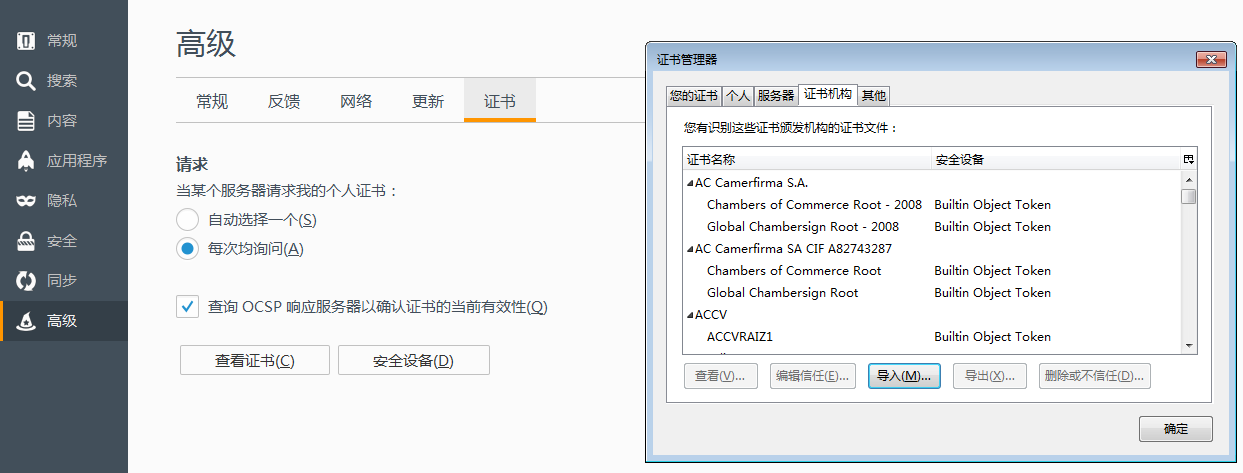 常规
搜索
内容
应用程序
隐私
安全
同步
高级
高级
常规 反馈 网络 更新 证书
请求
当某个服务器请求我的个人证书：
自动选择一个(S)
每次均询问(A)
查询 OCSP 响应服务器以确认证书的当前有效性(Q)
查看证书(C) 安全设备(D)
证书管理器
您的证书 个人 服务器 证书机构 其他
您有识别这些证书颁发机构的证书文件：
证书名称 安全设备
AC Camerfirma S.A.
Chambers of Commerce Root - 2008 Builtin Object Token
Global Chambersign Root - 2008 Builtin Object Token
AC Camerfirma SA CIF A82743287
Chambers of Commerce Root Builtin Object Token
Global Chambersign Root Builtin Object Token
ACCV
ACCVRAIZ1 Builtin Object Token
查看(V)... 编辑信任(E)... 导入(M)... 导出(X)... 删除或不信任(D)...
确定